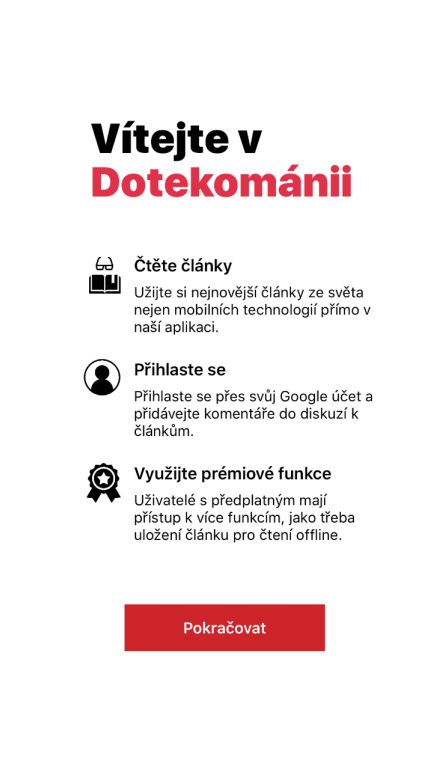 Vítejte v
Dotekománii
Čtěte články
Užijte si nejnovější články ze světa
nejen mobilních technologií přímo v
naší aplikaci.
Přihlaste se
Přihlaste se přes svůj Google účet a
přidávejte komentáře do diskuzí k
článkům.
Využijte prémiové funkce
Uživatelé s předplatným mají
přístup k více funkcím, jako třeba
uložení článku pro čtení offline.
Pokračovat